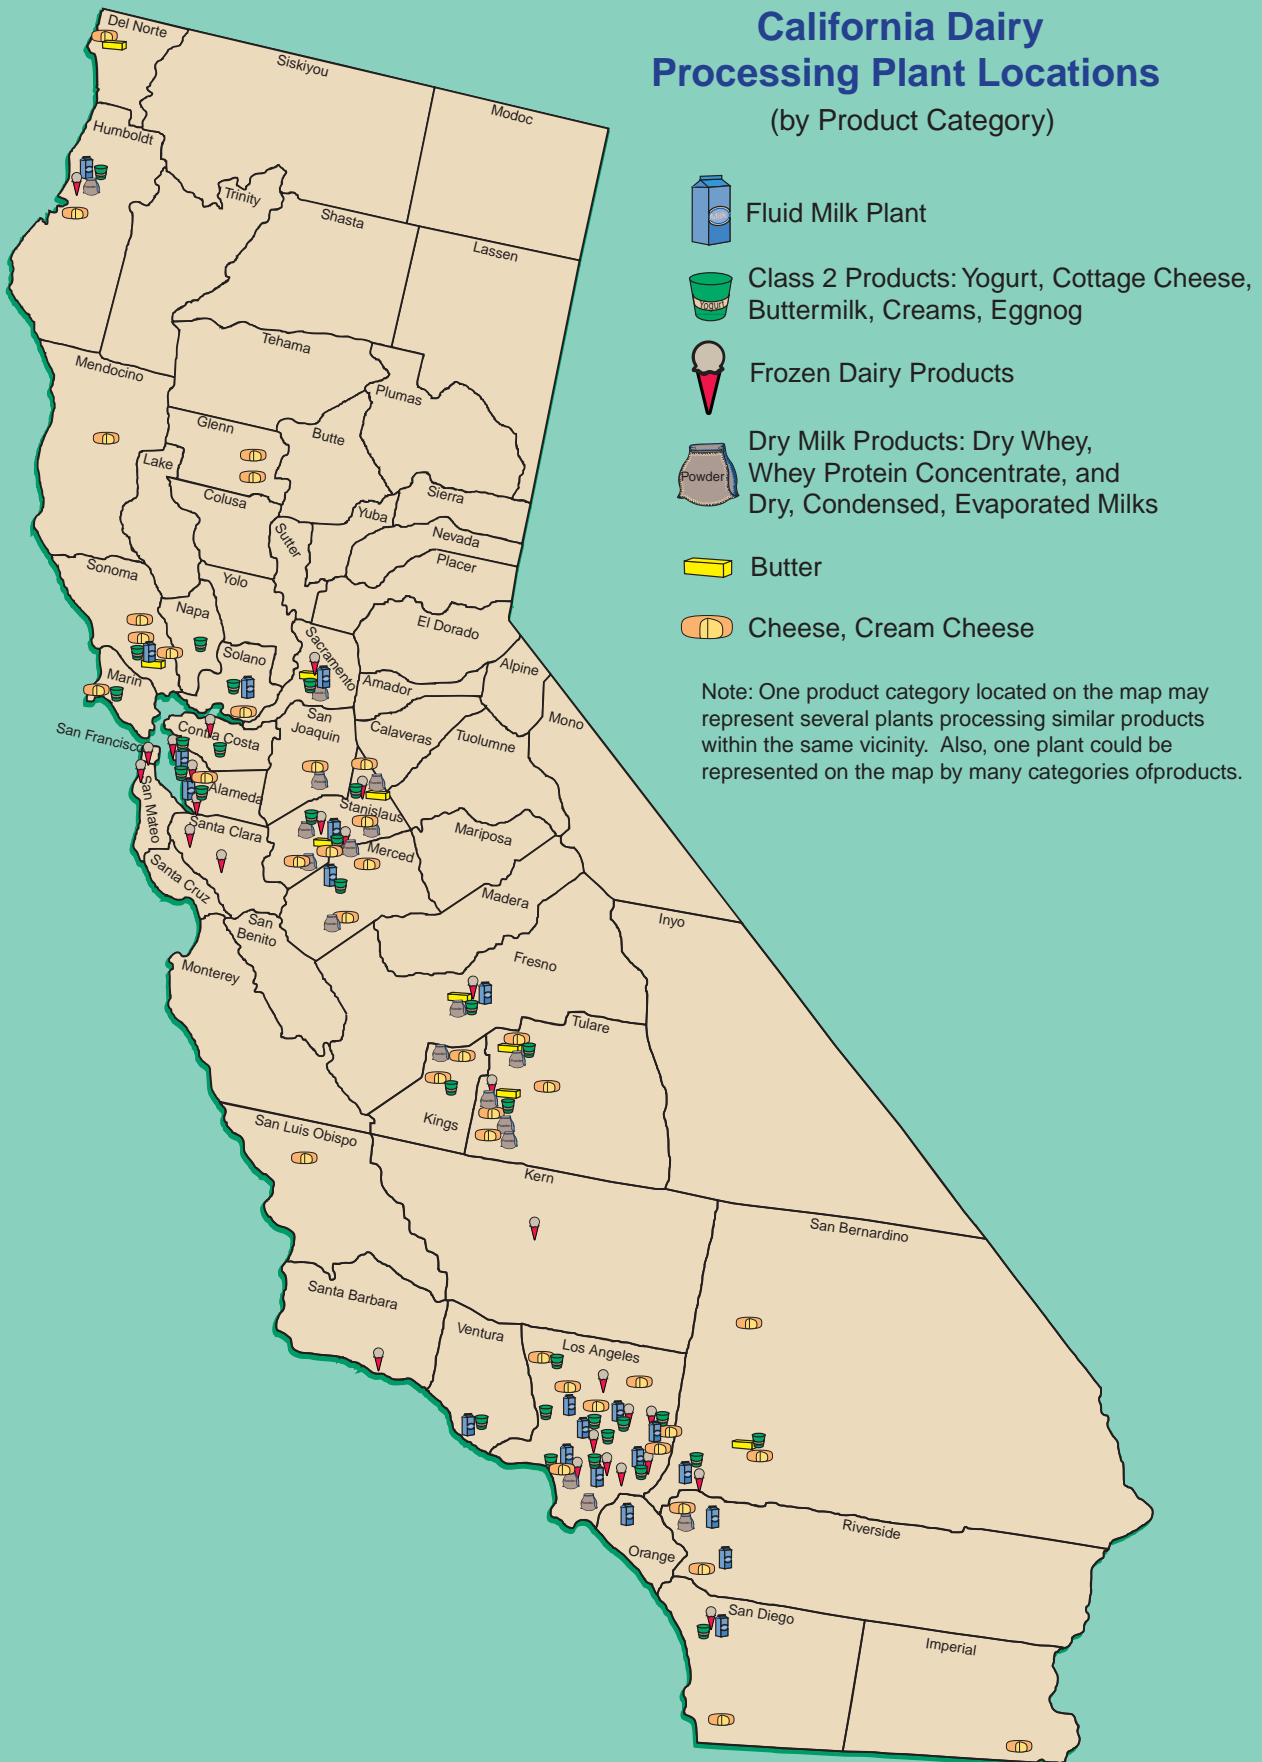 California Dairy
Processing Plant Locations
(by Product Category)
Milk
Fluid Milk Plant
Yogurt
Class 2 Products: Yogurt, Cottage Cheese,
Buttermilk, Creams, Eggnog
Frozen Dairy Products
Powder
Dry Milk Products: Dry Whey,
Whey Protein Concentrate, and
Dry, Condensed, Evaporated Milks
Butter
Cheese, Cream Cheese
Note: One product category located on the map may
represent several plants processing similar products
within the same vicinity. Also, one plant could be
represented on the map by many categories ofproducts.
Del Norte
Siskiyou
Modoc
Humboldt
Trinity
Shasta
Lassen
Tehama
Mendocino
Plumas
Glenn
Butte
Lake
Colusa
Sierra
Yuba
Sutter
Nevada
Placer
Sonoma
Yolo
Napa
El Dorado
Sacramento
Solano
Alpine
Marin
Amador
San Francisco
Contra Costa
San
Joaquin
Calaveras
Tuolumne
Mono
Alameda
San Mateo
Stanislaus
Santa Clara
Mariposa
Merced
Santa Cruz
Madera
San
Benito
Inyo
Monterey
Fresno
Tulare
Kings
San Luis Obispo
Kern
San Bernardino
Santa Barbara
Ventura
Los Angeles
Riverside
Orange
San Diego
Imperial